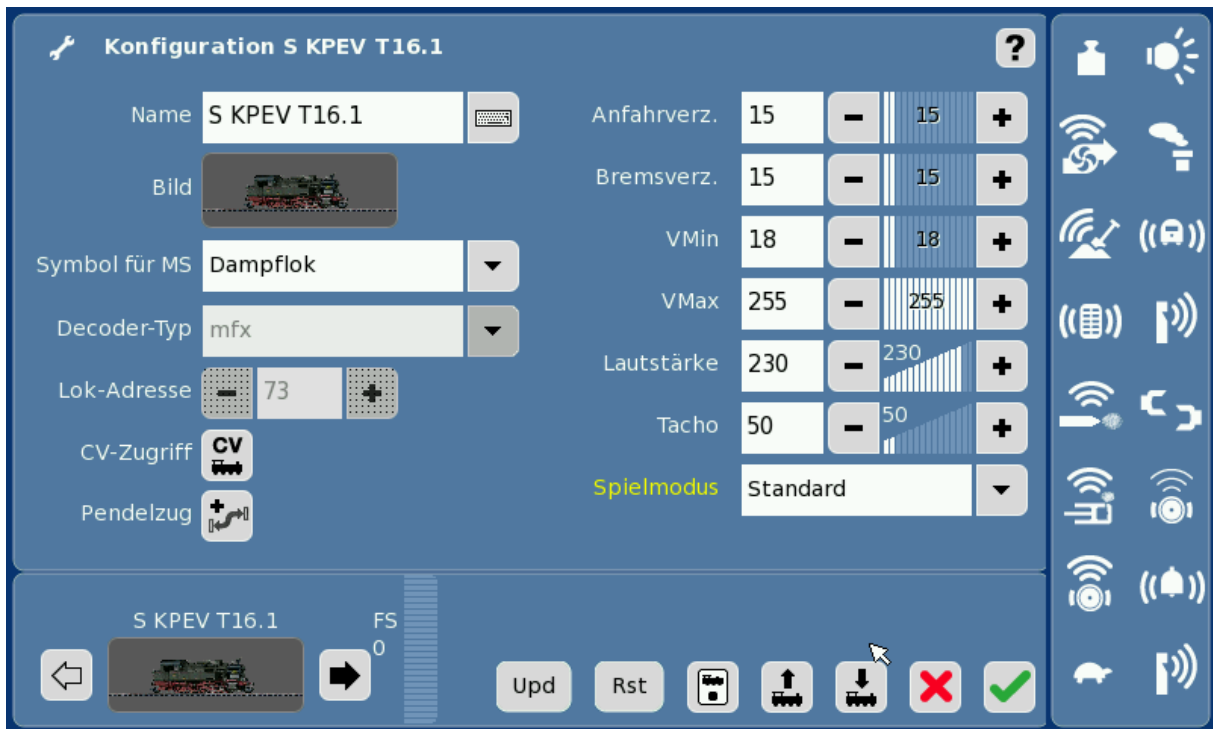 Konfiguration S KPEV T16.1
?
Name S KPEV T16.1
Bild
Symbol für MS Dampflok
Decoder-Typ mfx
Lok-Adresse 73
CV-Zugriff CV
Pendelzug
Anfahrverz. 15 15
Bremsverz. 15 15
VMin 18 18
VMax 255 255
Lautstärke 230 230
Tacho 50 50
Spielmodus Standard
S KPEV T16.1
FS
0
Upd
Rst